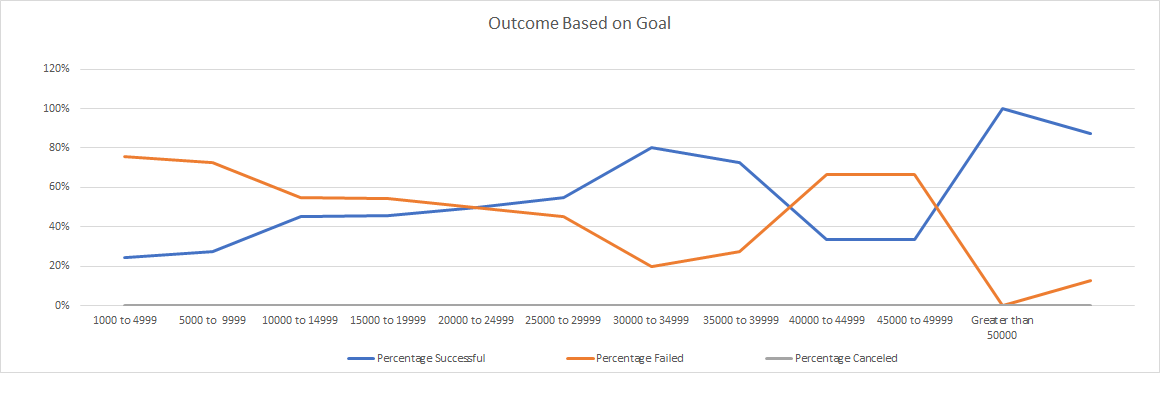 Outcome Based on Goal
120%
100%
80%
60%
40%
20%
0%
1000 to 4999
5000 to 9999
10000 to 14999
15000 to 19999
20000 to 24999
25000 to 29999
30000 to 34999
35000 to 39999
40000 to 44999
45000 to 49999
Greater than
50000
Percentage Successful
Percentage Failed
Percentage Canceled